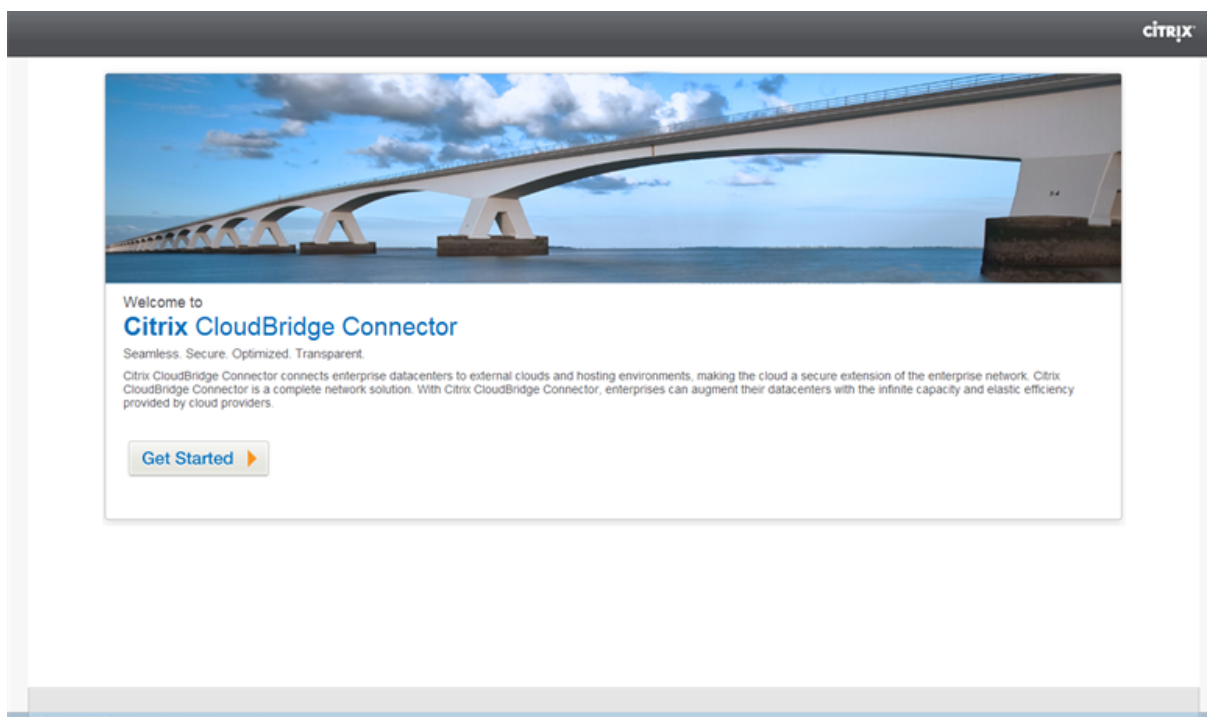 CİTRIX
Welcome to
Citrix CloudBridge Connector
Seamless. Secure. Optimized. Transparent.
Citrix CloudBridge Connector connects enterprise datacenters to external clouds and hosting environments, making the cloud a secure extension of the enterprise network. Citrix
CloudBridge Connector is a complete network solution. With Citrix CloudBridge Connector, enterprises can augment their datacenters with the infinite capacity and elastic efficiency
provided by cloud providers.
Get Started